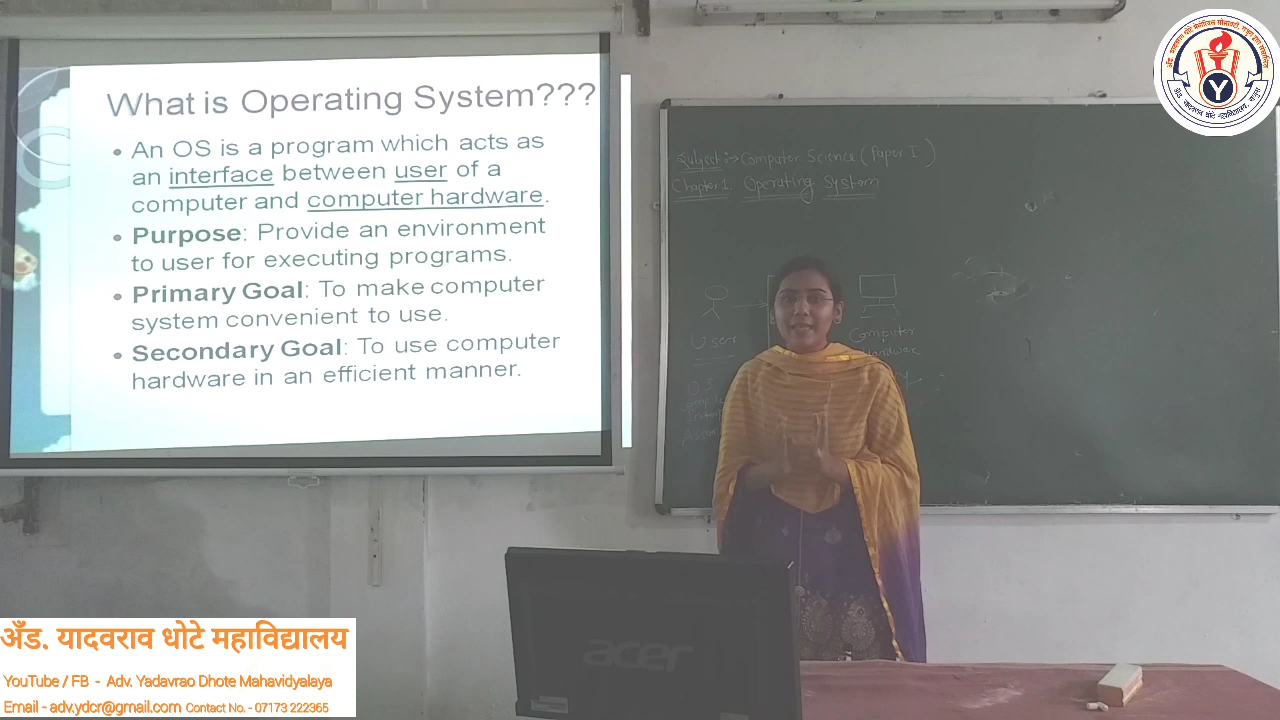 What is Operating System???
• An OS is a program which acts as
an interface between user of a
computer and computer hardware.
• Purpose: Provide an environment
to user for executing programs.
• Primary Goal: To make computer
system convenient to use.
• Secondary Goal: To use computer
hardware in an efficient manner.
Subject :→ Computer Science (Paper I)
Chapter 1. Operating System
User
Computer
Hardware
OS
acer
Y
अँड. यादवराव धोटे महाविद्यालय
YouTube / FB - Adv. Yadavrao Dhote Mahavidyalaya
Email - adv.ydcr@gmail.com Contact No. - 07173 222365